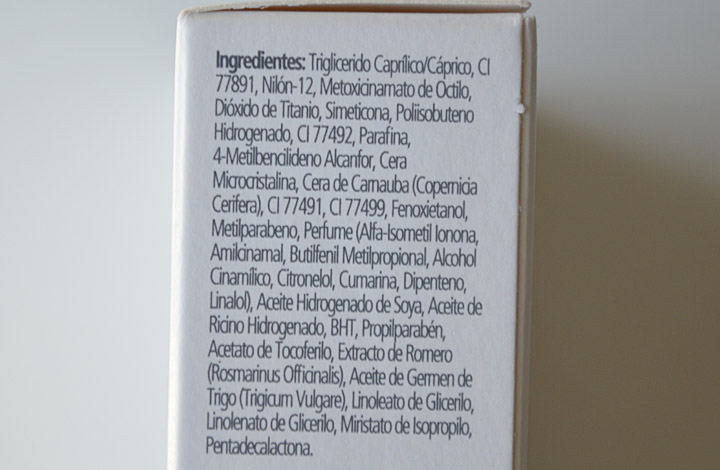 Ingredientes: Triglicerido Caprílico/Cáprico, CI
77891, Nilón-12, Metoxicinamato de Octilo,
Dióxido de Titanio, Simeticona, Poliisobuteno
Hidrogenado, CI 77492, Parafina,
4-Metilbencilideno Alcanfor, Cera
Microcristalina, Cera de Carnauba (Copernicia
Cerifera), CI 77491, CI 77499, Fenoxietanol,
Metilparabeno, Perfume (Alfa-Isometil Ionona,
Amilcinamal, Butilfenil Metilpropional, Alcohol
Cinamílico, Citronelol, Cumarina, Dipenteno,
Linalol), Aceite Hidrogenado de Soya, Aceite de
Ricino Hidrogenado, BHT, Propilparabén,
Acetato de Tocoferilo, Extracto de Romero
(Rosmarinus Officinalis), Aceite de Germen de
Trigo (Trigicum Vulgare), Linoleato de Glicerilo,
Linolenato de Glicerilo, Miristato de Isopropilo,
Pentadecalactona.